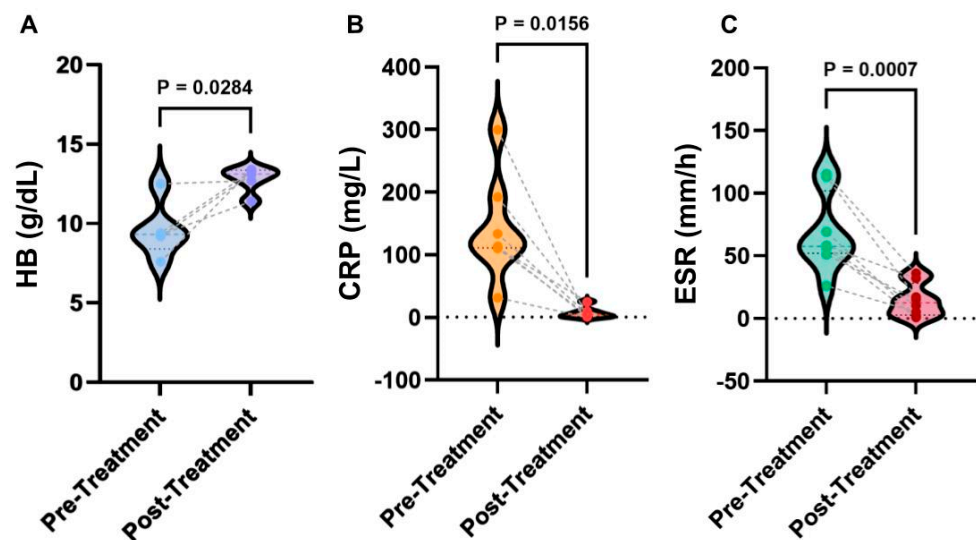 A
P = 0.0284
HB (g/dL)
20
15
10
5
0
Pre-Treatment
Post-Treatment
B
P = 0.0156
CRP (mg/L)
400
300
200
100
0
-100
Pre-Treatment
Post-Treatment
C
P = 0.0007
ESR (mm/h)
200
150
100
50
0
-50
Pre-Treatment
Post-Treatment